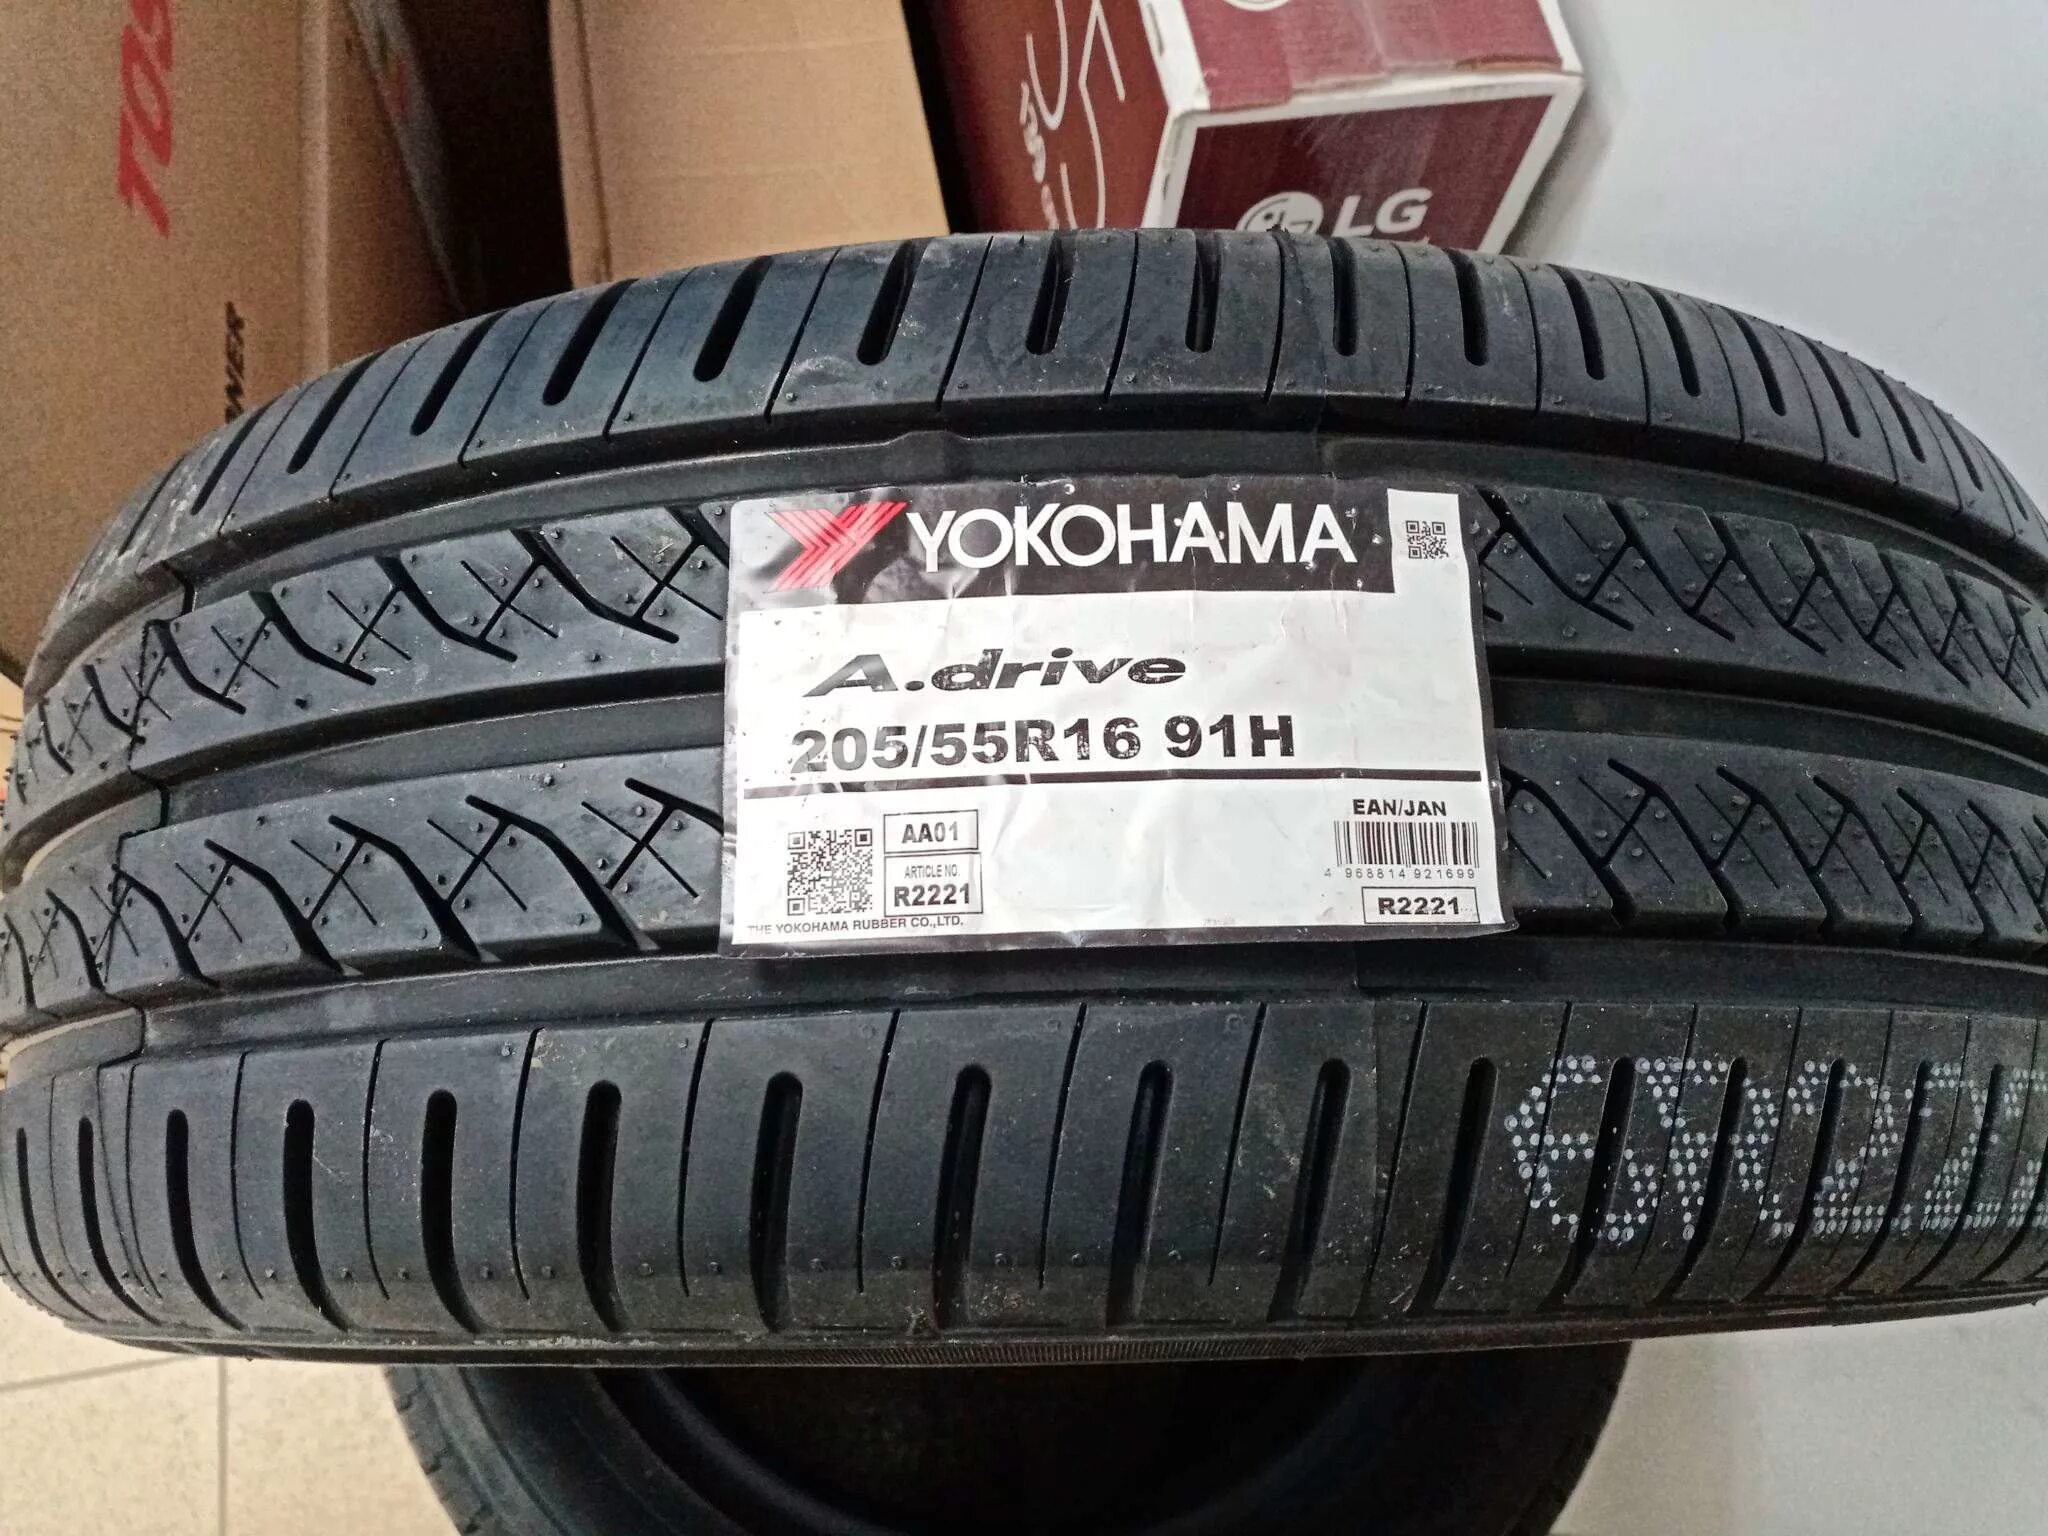 LG
YOKOHAMA
A.drive
205/55R16 91H
AA01
ARTICLE NO.
R2221
THE YOKOHAMA RUBBER CO.,LTD.
EAN/JAN
4 968814 921699
R2221